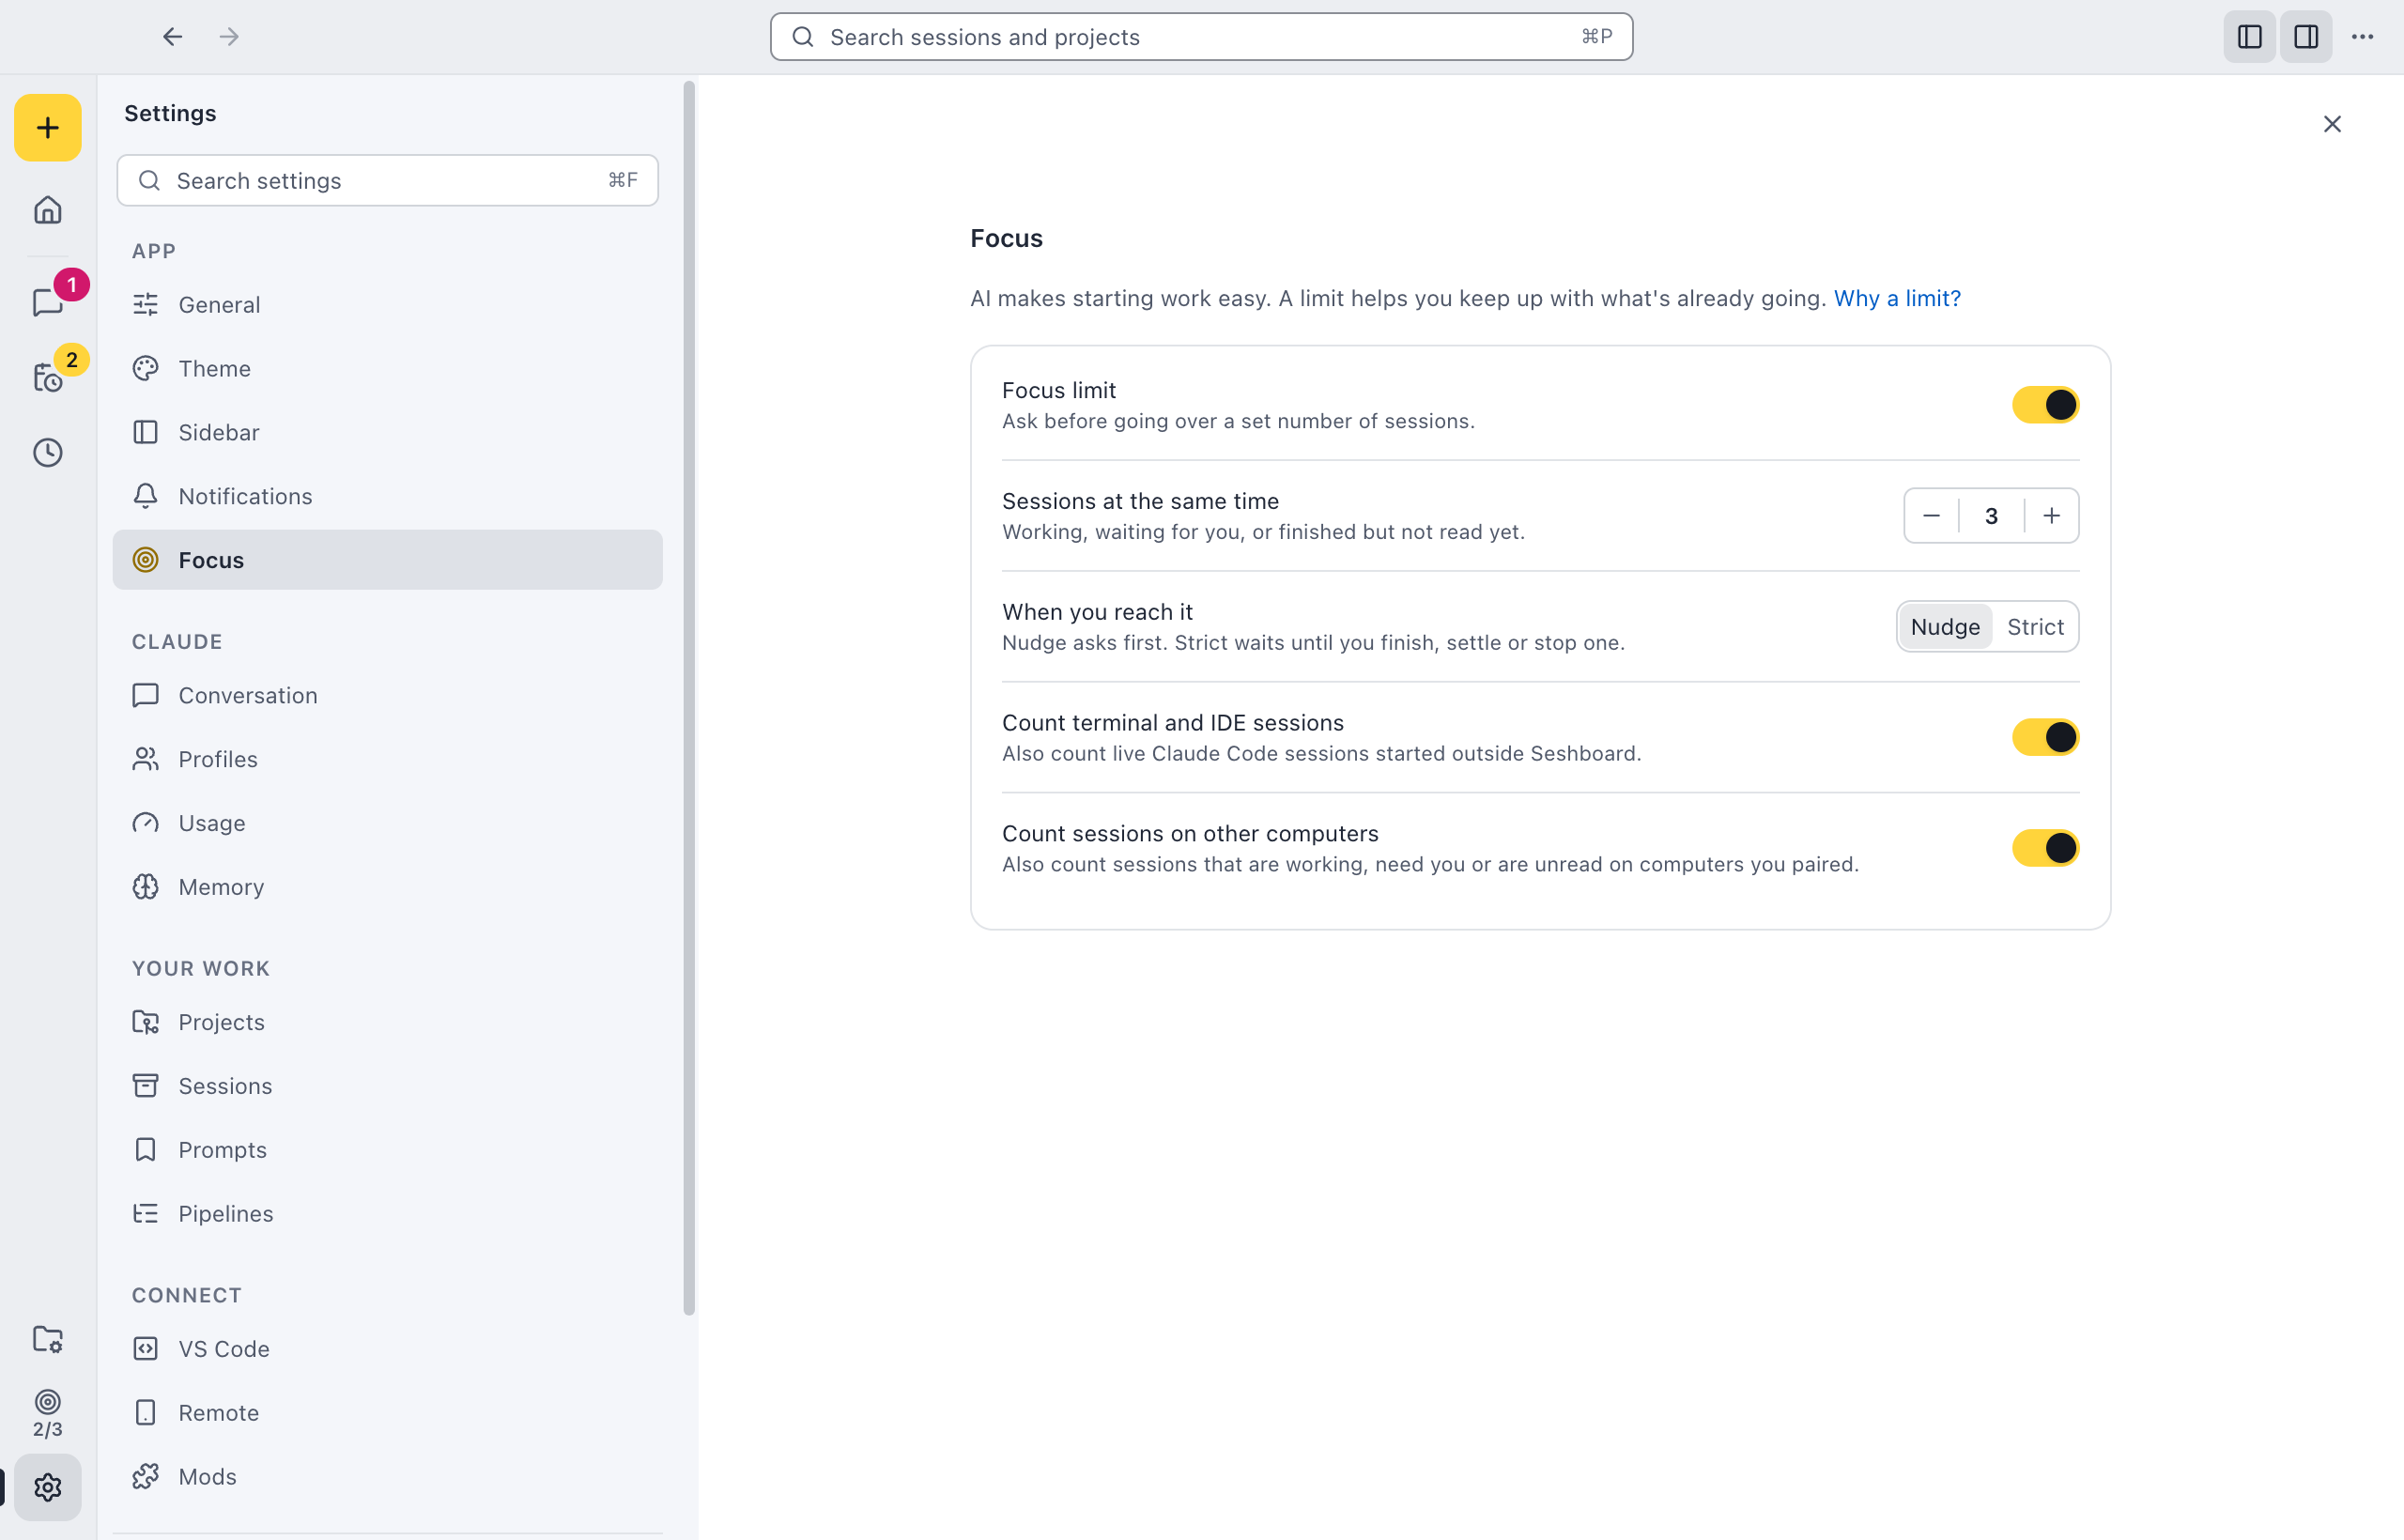 Search sessions and projects
⌘P
Settings
Search settings
⌘F
APP
General
Theme
Sidebar
Notifications
Focus
CLAUDE
Conversation
Profiles
Usage
Memory
YOUR WORK
Projects
Sessions
Prompts
Pipelines
CONNECT
VS Code
Remote
Mods
1
2
2/3
Focus
AI makes starting work easy. A limit helps you keep up with what's already going. Why a limit?
Focus limit
Ask before going over a set number of sessions.
Sessions at the same time
Working, waiting for you, or finished but not read yet.
3
When you reach it
Nudge asks first. Strict waits until you finish, settle or stop one.
Nudge Strict
Count terminal and IDE sessions
Also count live Claude Code sessions started outside Seshboard.
Count sessions on other computers
Also count sessions that are working, need you or are unread on computers you paired.